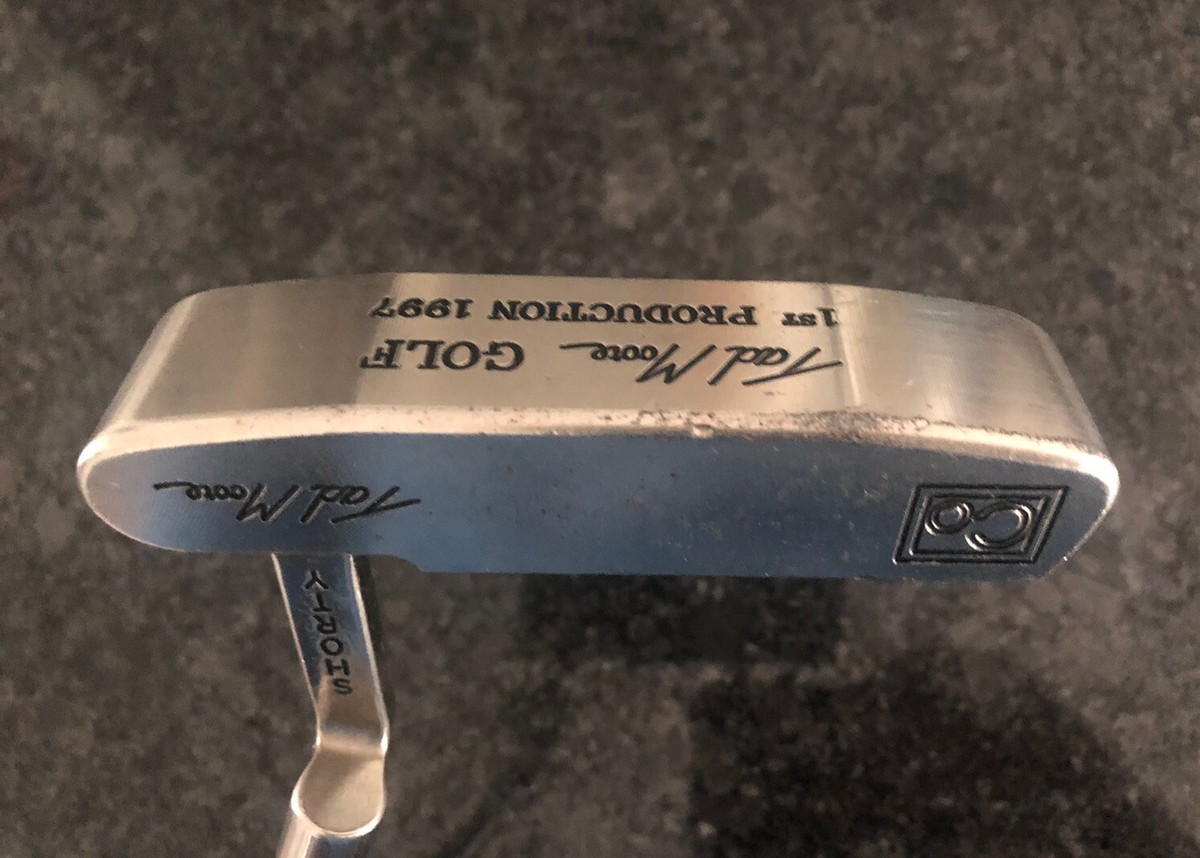 SHORTY
Tad Moore
Tad Moore GOLF
1ST PRODUCTION 1997